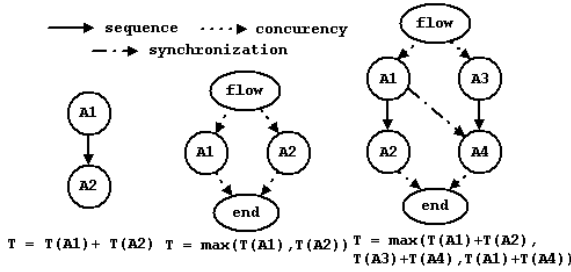 sequence
concurency
synchronization
flow
A1
A3
A2
A4
end
flow
A1
A2
end
A1
A2
T = T(A1)+ T(A2)
T = max(T(A1),T(A2))
T = max(T(A1)+T(A2),
T(A3)+T(A4),T(A1)+T(A4))